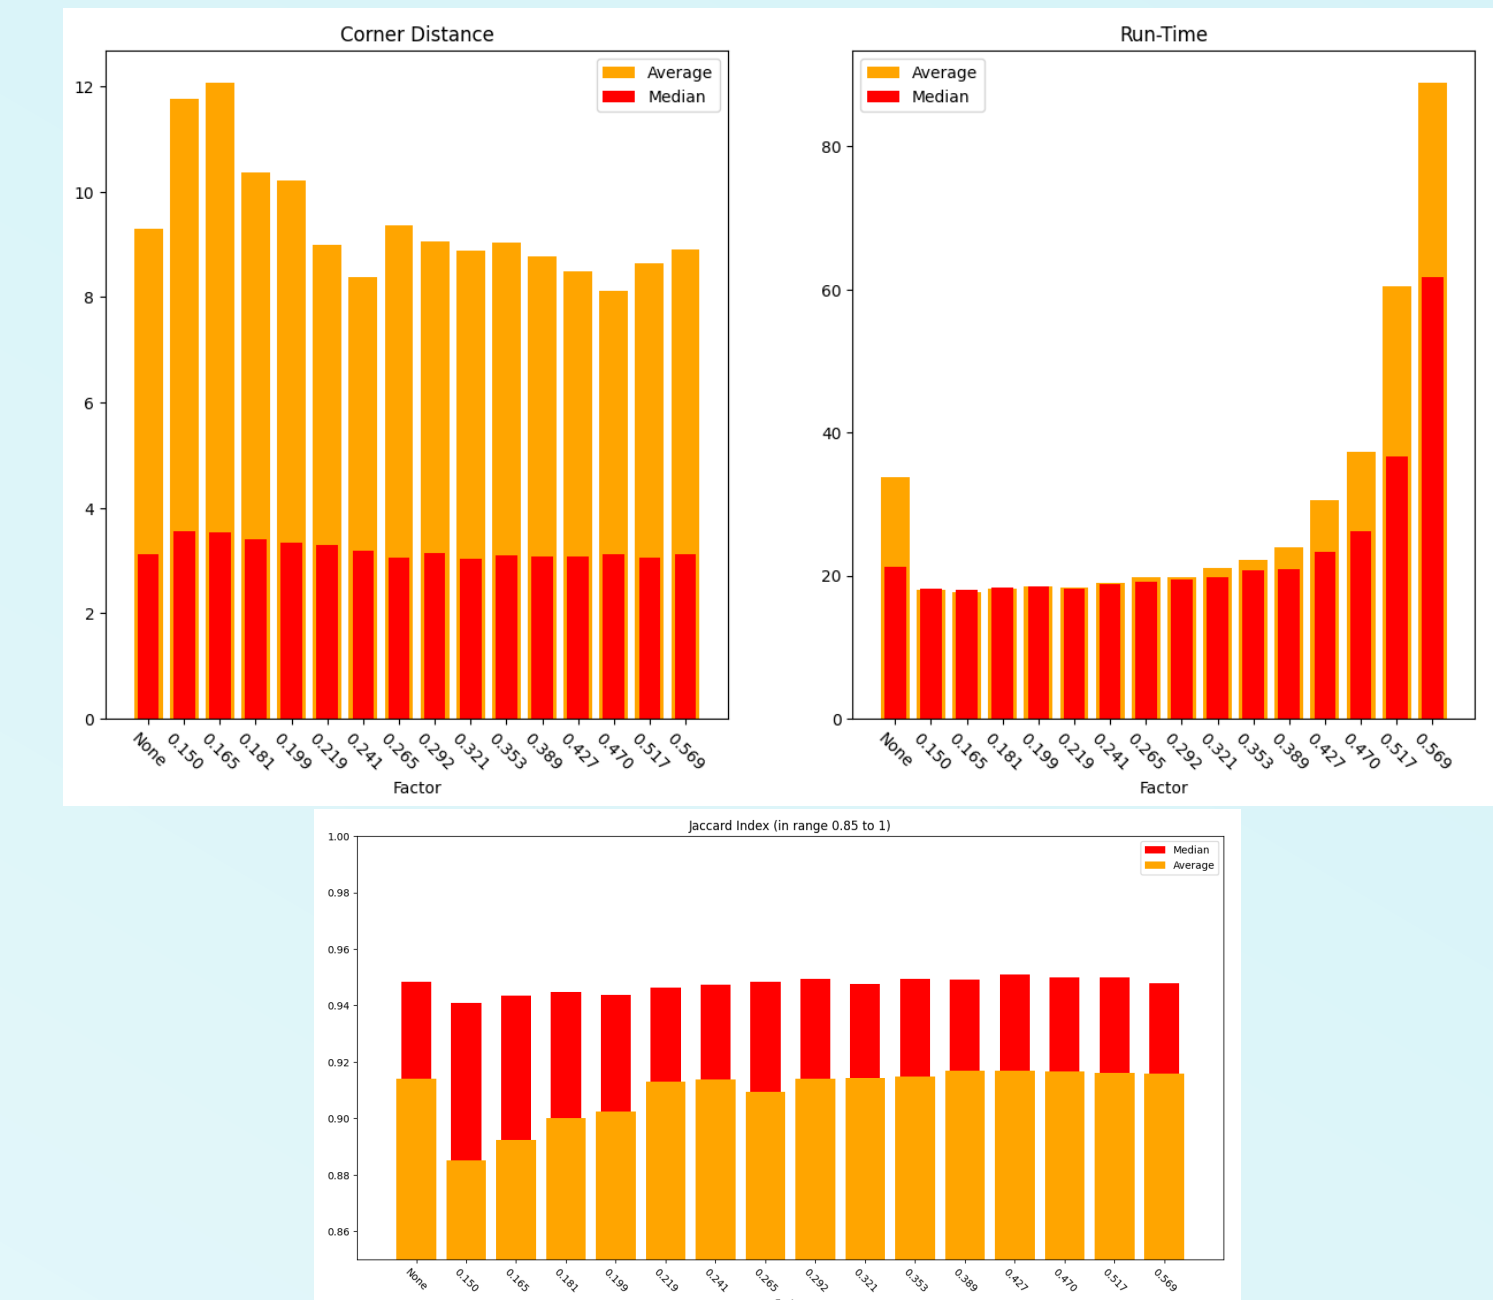 Corner Distance
Average
Median
12
10
8
6
4
2
0
None 0.150 0.165 0.181 0.199 0.219 0.241 0.265 0.292 0.321 0.353 0.389 0.427 0.470 0.517 0.569
Factor
Run-Time
Average
Median
80
60
40
20
0
None 0.150 0.165 0.181 0.199 0.219 0.241 0.265 0.292 0.321 0.353 0.389 0.427 0.470 0.517 0.569
Factor
Jaccard Index (in range 0.85 to 1)
Median
Average
1.00
0.98
0.96
0.94
0.92
0.90
0.88
0.86
None 0.150 0.165 0.181 0.199 0.219 0.241 0.265 0.292 0.321 0.353 0.389 0.427 0.470 0.517 0.569